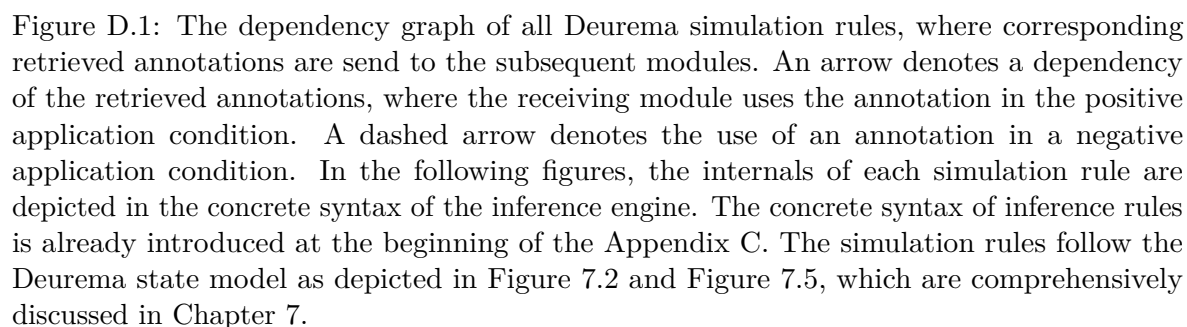 Figure D.1: The dependency graph of all Deurema simulation rules, where corresponding
retrieved annotations are send to the subsequent modules. An arrow denotes a dependency
of the retrieved annotations, where the receiving module uses the annotation in the positive
application condition. A dashed arrow denotes the use of an annotation in a negative
application condition. In the following figures, the internals of each simulation rule are
depicted in the concrete syntax of the inference engine. The concrete syntax of inference rules
is already introduced at the beginning of the Appendix C. The simulation rules follow the
Deurema state model as depicted in Figure 7.2 and Figure 7.5, which are comprehensively
discussed in Chapter 7.